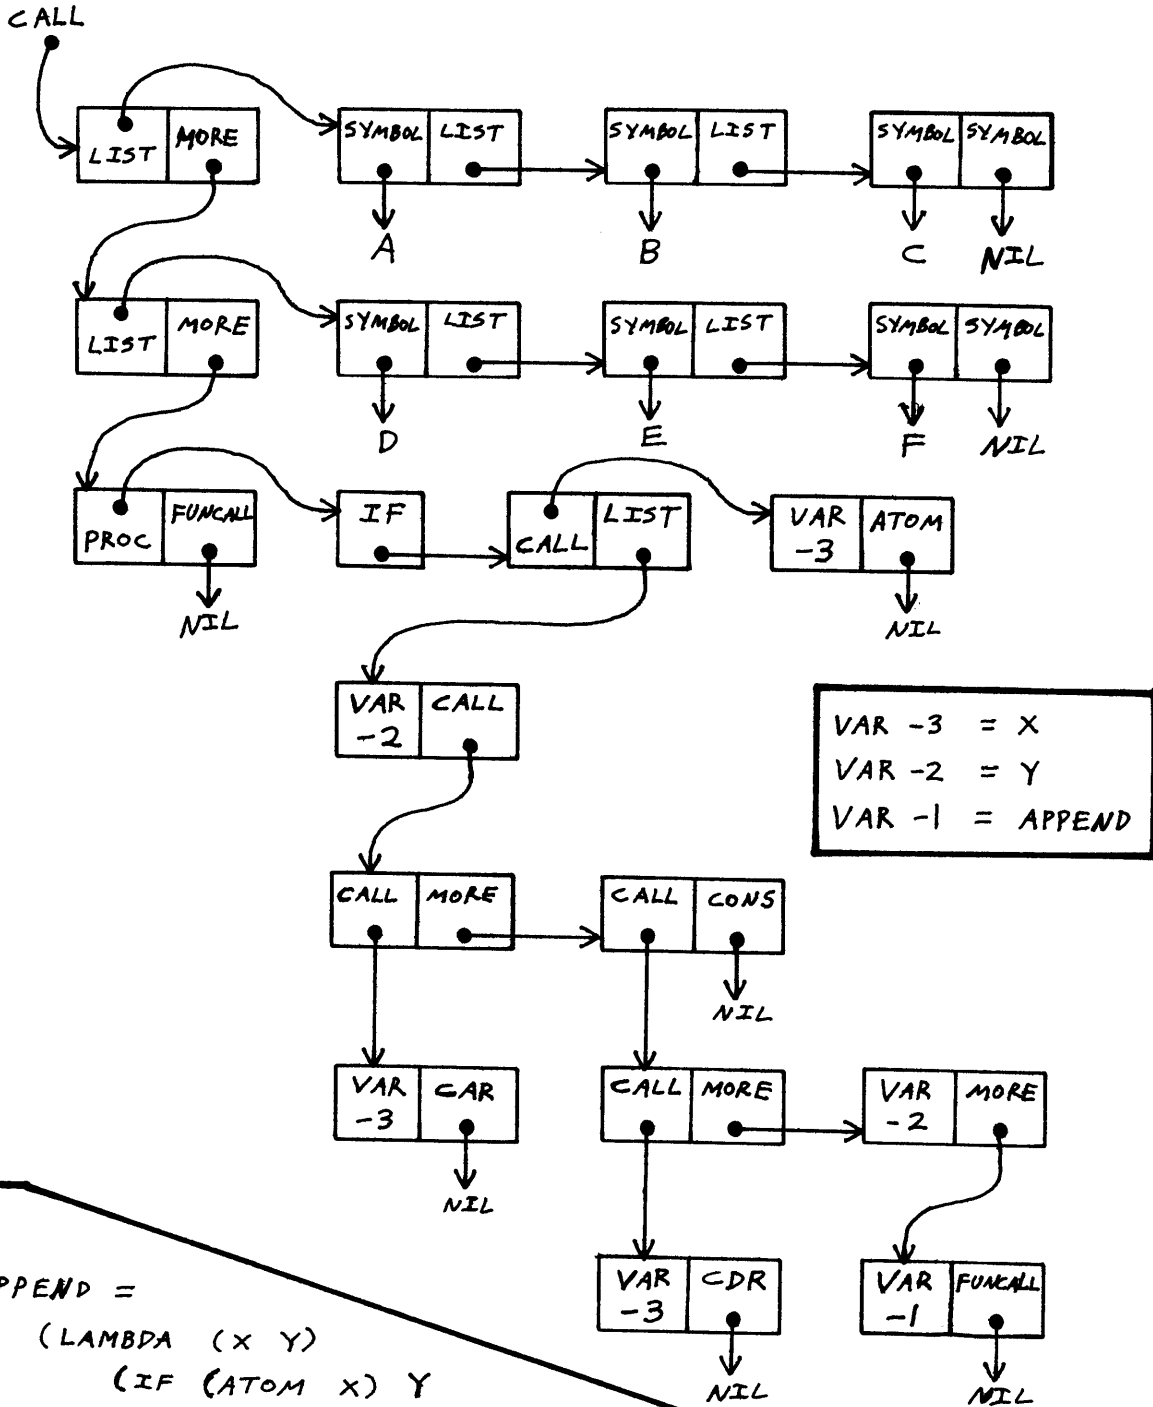 CALL
LIST MORE SYMBOL LIST SYMBOL LIST SYMBOL SYMBOL
A B C NIL
LIST MORE SYMBOL LIST SYMBOL LIST SYMBOL SYMBOL
D E F NIL
PROC FUNCALL IF CALL LIST VAR -3 ATOM
NIL NIL
VAR -2 CALL
VAR -3 = X
VAR -2 = Y
VAR -1 = APPEND
CALL MORE CALL CONS
NIL
VAR -3 CAR CALL MORE VAR -2 MORE
NIL
VAR -3 CDR VAR -1 FUNCALL
NIL NIL
PPEND =
(LAMBDA (X Y)
(IF (ATOM X) Y